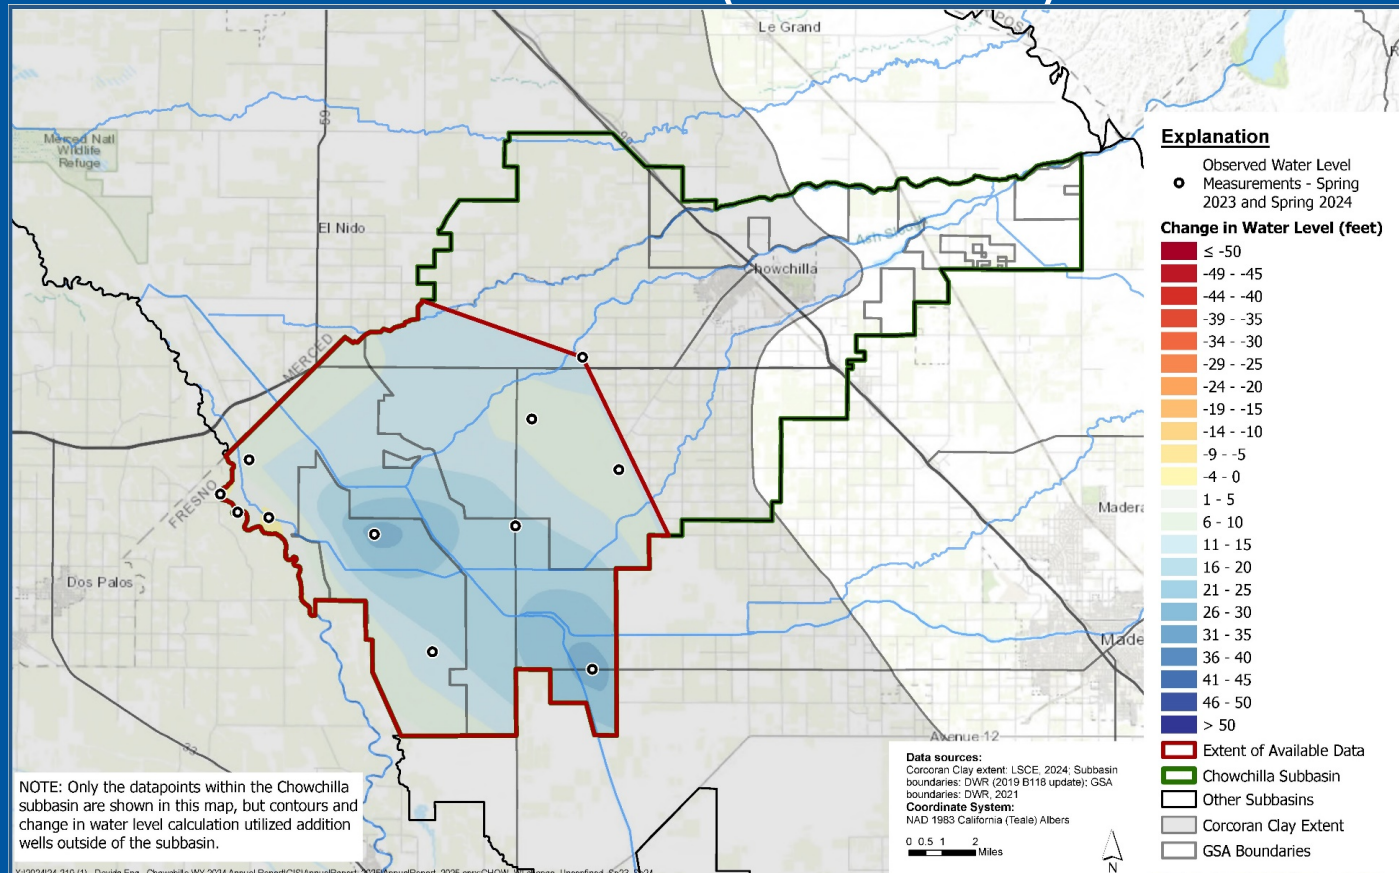 Le Grand
POSA
59
99
Merced Natl
Wildlife
Refuge
El Nido
Ash Slough
Chowchilla
MERCED
FRESNO
Madera
Dos Palos
Made
33
Avenue 12
Explanation
Observed Water Level
Measurements - Spring
2023 and Spring 2024
Change in Water Level (feet)
≤ -50
-49 - -45
-44 - -40
-39 - -35
-34 - -30
-29 - -25
-24 - -20
-19 - -15
-14 - -10
-9 - -5
-4 - 0
1 - 5
6 - 10
11 - 15
16 - 20
21 - 25
26 - 30
31 - 35
36 - 40
41 - 45
46 - 50
> 50
Extent of Available Data
Chowchilla Subbasin
Other Subbasins
Corcoran Clay Extent
GSA Boundaries
Data sources:
Corcoran Clay extent: LSCE, 2024; Subbasin
boundaries: DWR (2019 B118 update); GSA
boundaries: DWR, 2021
Coordinate System:
NAD 1983 California (Teale) Albers
0 0.5 1 2
Miles
N
NOTE: Only the datapoints within the Chowchilla
subbasin are shown in this map, but contours and
change in water level calculation utilized addition
wells outside of the subbasin.